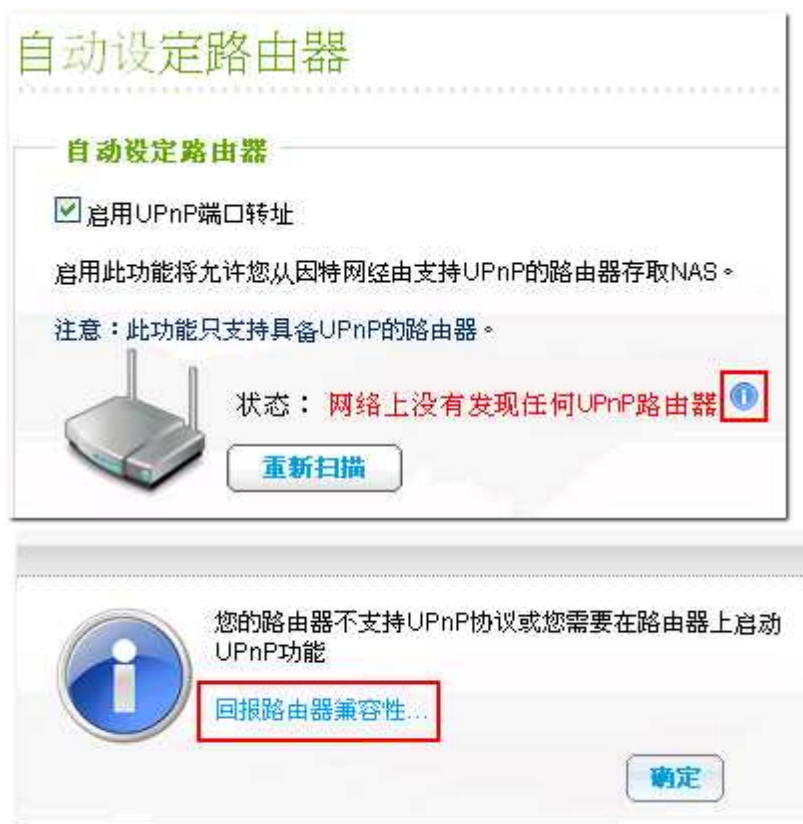 自动设定路由器
自动设定路由器
启用UPnP端口转址
启用此功能将允许您从因特网经由支持UPnP的路由器存取NAS。
注意：此功能只支持具备UPnP的路由器。
状态： 网络上没有发现任何UPnP路由器
重新扫描
您的路由器不支持UPnP协议或您需要在路由器上启动
UPnP功能
回报路由器兼容性...
确定